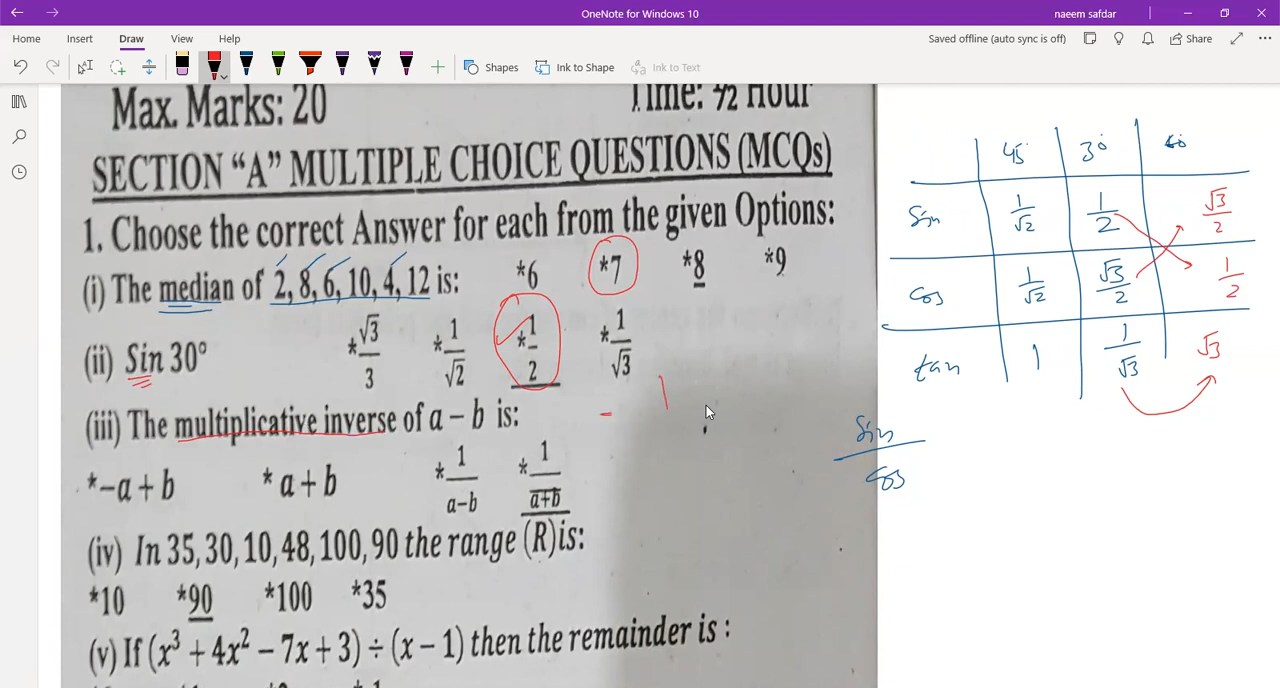 OneNote for Windows 10
naeem safdar
Home Insert Draw View Help
Saved offline (auto sync is off) Share
Shapes Ink to Shape Ink to Text
Max. Marks: 20 Time: ½ Hour
SECTION “A” MULTIPLE CHOICE QUESTIONS (MCQs)
1. Choose the correct Answer for each from the given Options:
(i) The median of 2, 8, 6, 10, 4, 12 is: *6 *7 *8 *9
(ii) Sin 30° *√3/3 *1/√2 *1/2 *1/√3
(iii) The multiplicative inverse of a – b is:
*-a + b * a + b * 1/a–b * 1/a+b
(iv) In 35, 30, 10, 48, 100, 90 the range (R)is:
*10 *90 *100 *35
(v) If (x³ + 4x² – 7x + 3) ÷ (x – 1) then the remainder is :
45 30
Sin 1/√2 1/2 √3/2
Cos 1/√2 √3/2 1/2
tan 1 1/√3 √3
Sin
Cos